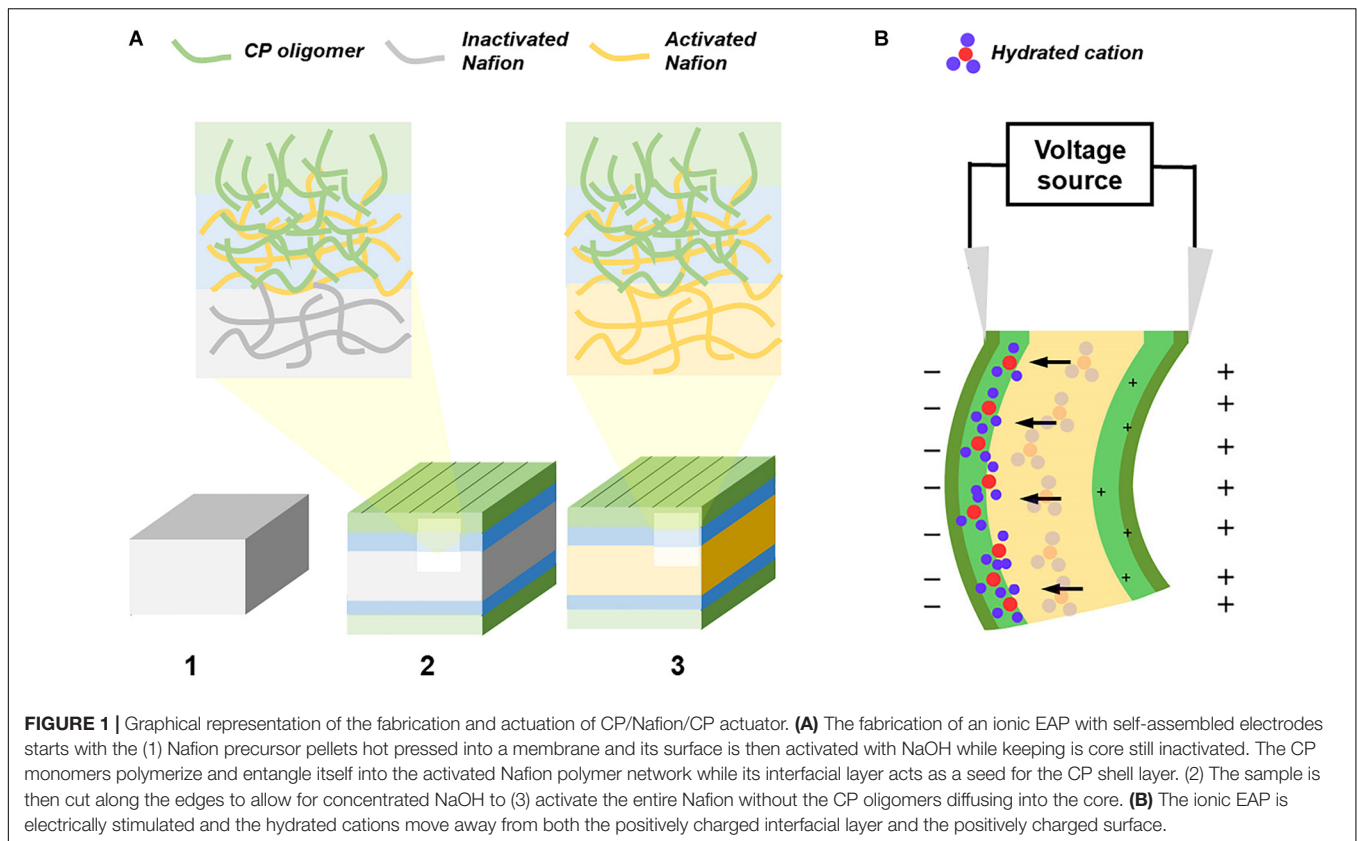 A
CP oligomer
Inactivated
Nafion
Activated
Nafion
B
Hydrated cation
Voltage
source
− +
− +
− +
− +
− +
− +
− +
+
+
+
+
+
1
2
3
FIGURE 1 | Graphical representation of the fabrication and actuation of CP/Nafion/CP actuator. (A) The fabrication of an ionic EAP with self-assembled electrodes
starts with the (1) Nafion precursor pellets hot pressed into a membrane and its surface is then activated with NaOH while keeping is core still inactivated. The CP
monomers polymerize and entangle itself into the activated Nafion polymer network while its interfacial layer acts as a seed for the CP shell layer. (2) The sample is
then cut along the edges to allow for concentrated NaOH to (3) activate the entire Nafion without the CP oligomers diffusing into the core. (B) The ionic EAP is
electrically stimulated and the hydrated cations move away from both the positively charged interfacial layer and the positively charged surface.